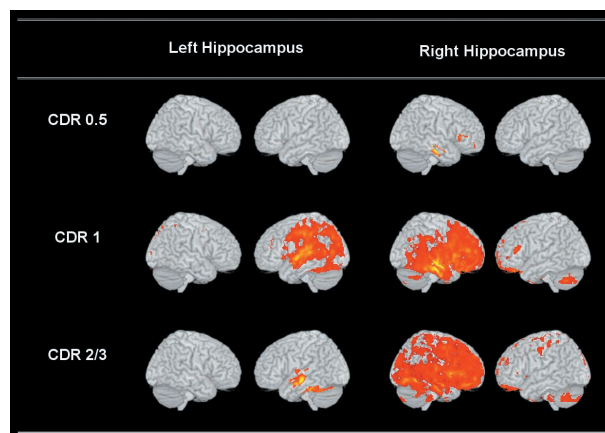 Left Hippocampus
Right Hippocampus
CDR 0.5
CDR 1
CDR 2/3